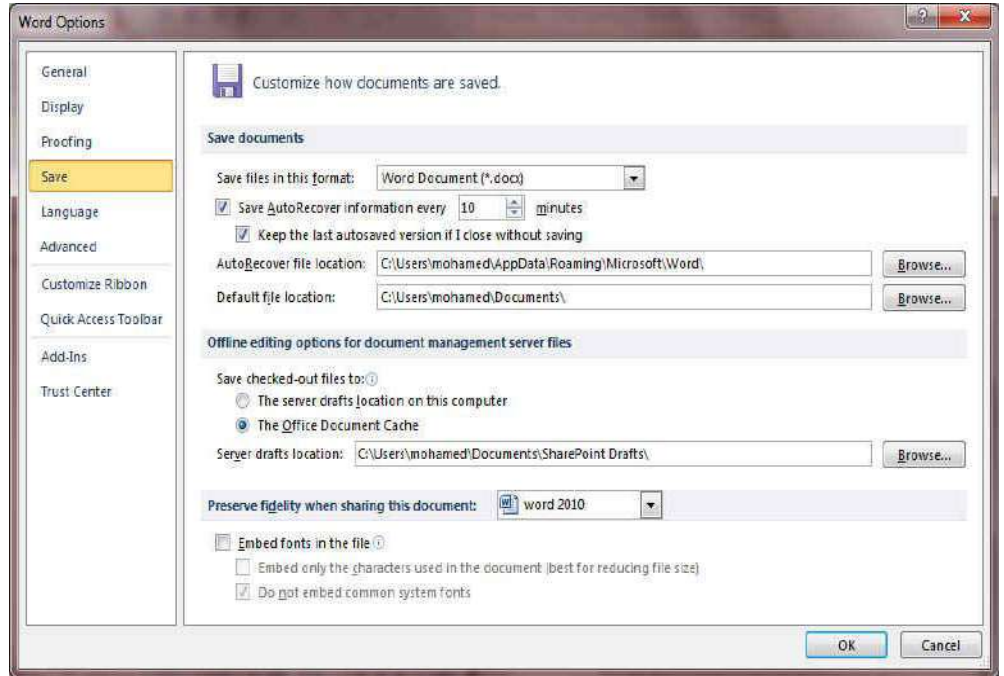 Word Options
General
Display
Proofing
Save
Language
Advanced
Customize Ribbon
Quick Access Toolbar
Add-Ins
Trust Center
Customize how documents are saved.
Save documents
Save files in this format: Word Document (*.docx)
Save AutoRecover information every 10 minutes
Keep the last autosaved version if I close without saving
AutoRecover file location: C:\Users\mohamed\AppData\Roaming\Microsoft\Word\ Browse...
Default file location: C:\Users\mohamed\Documents\ Browse...
Offline editing options for document management server files
Save checked-out files to:
The server drafts location on this computer
The Office Document Cache
Server drafts location: C:\Users\mohamed\Documents\SharePoint Drafts\ Browse...
Preserve fidelity when sharing this document: word 2010
Embed fonts in the file
Embed only the characters used in the document (best for reducing file size)
Do not embed common system fonts
OK Cancel